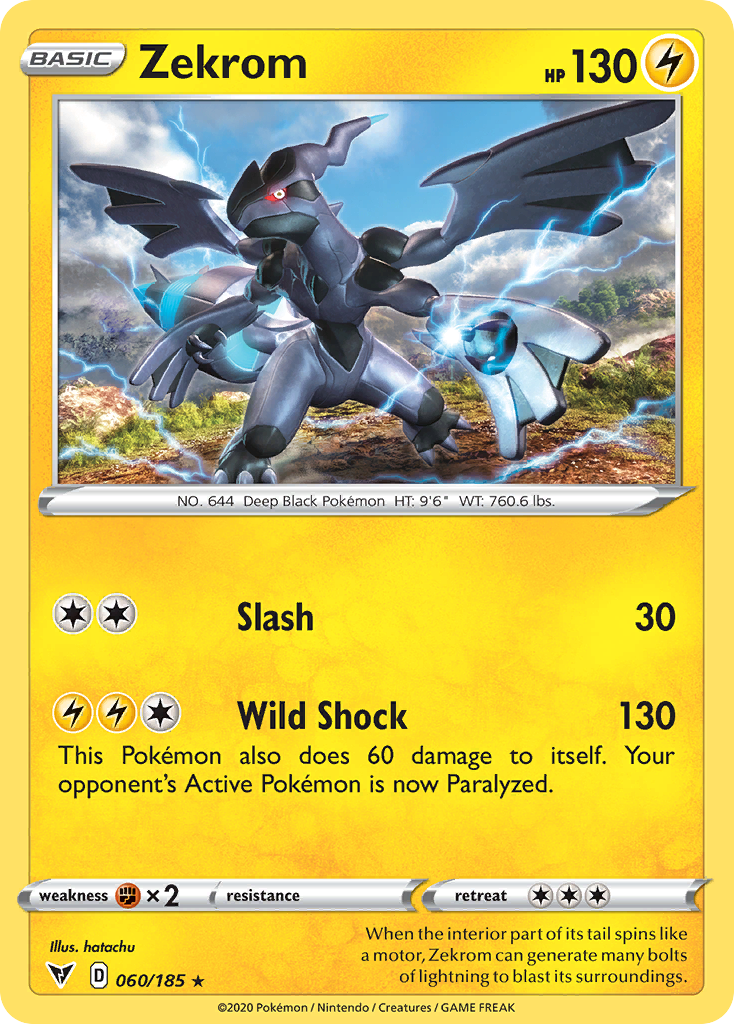 BASIC Zekrom HP 130
NO. 644 Deep Black Pokémon HT: 9'6" WT: 760.6 lbs.
Slash 30
Wild Shock 130
This Pokémon also does 60 damage to itself. Your
opponent's Active Pokémon is now Paralyzed.
weakness ×2 resistance retreat
Illus. hatachu
D 060/185 ★
When the interior part of its tail spins like
a motor, Zekrom can generate many bolts
of lightning to blast its surroundings.
©2020 Pokémon / Nintendo / Creatures / GAME FREAK